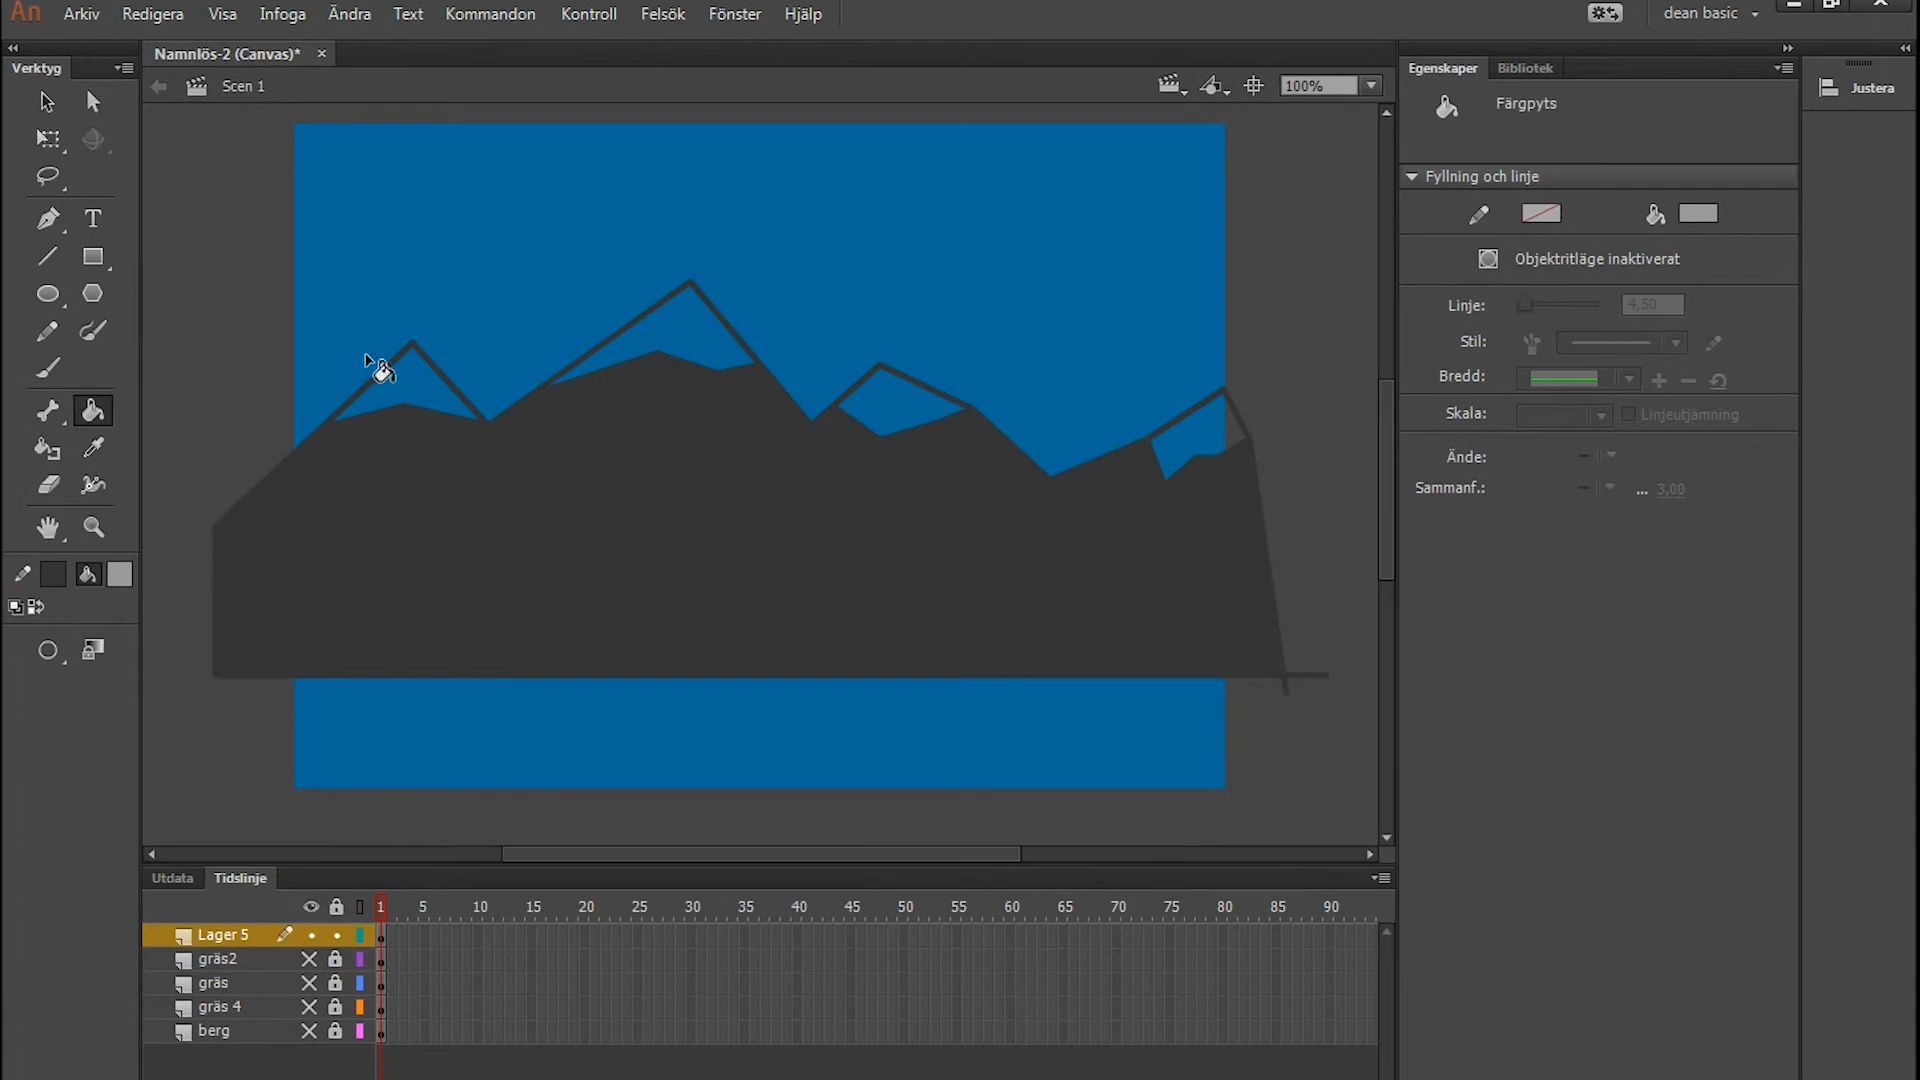 An Arkiv Redigera Visa Infoga Ändra Text Kommandon Kontroll Felsök Fönster Hjälp dean basic
Verktyg
Namnlös-2 (Canvas)* ×
Scen 1
100%
Egenskaper Bibliotek
Justera
Färgpyts
Fyllning och linje
Objektritläge inaktiverat
Linje: 4,50
Stil:
Bredd:
Skala: Linjeutjämning
Ände:
Sammanf.: ... 3,00
T
Utdata Tidslinje
1 5 10 15 20 25 30 35 40 45 50 55 60 65 70 75 80 85 90
Lager 5
gräs2
gräs
gräs 4
berg